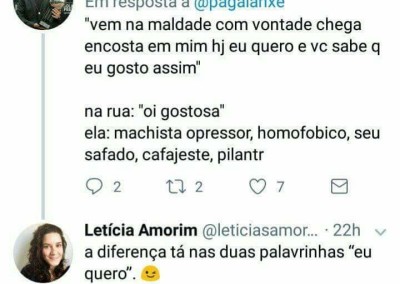 Em resposta a @pagalanxe
"vem na maldade com vontade chega
encosta em mim hj eu quero e vc sabe q
eu gosto assim"
na rua: "oi gostosa"
ela: machista opressor, homofobico, seu
safado, cafajeste, pilantr
2 2 7
Letícia Amorim @leticiasamor... · 22h
a diferença tá nas duas palavrinhas “eu
quero”. 😉